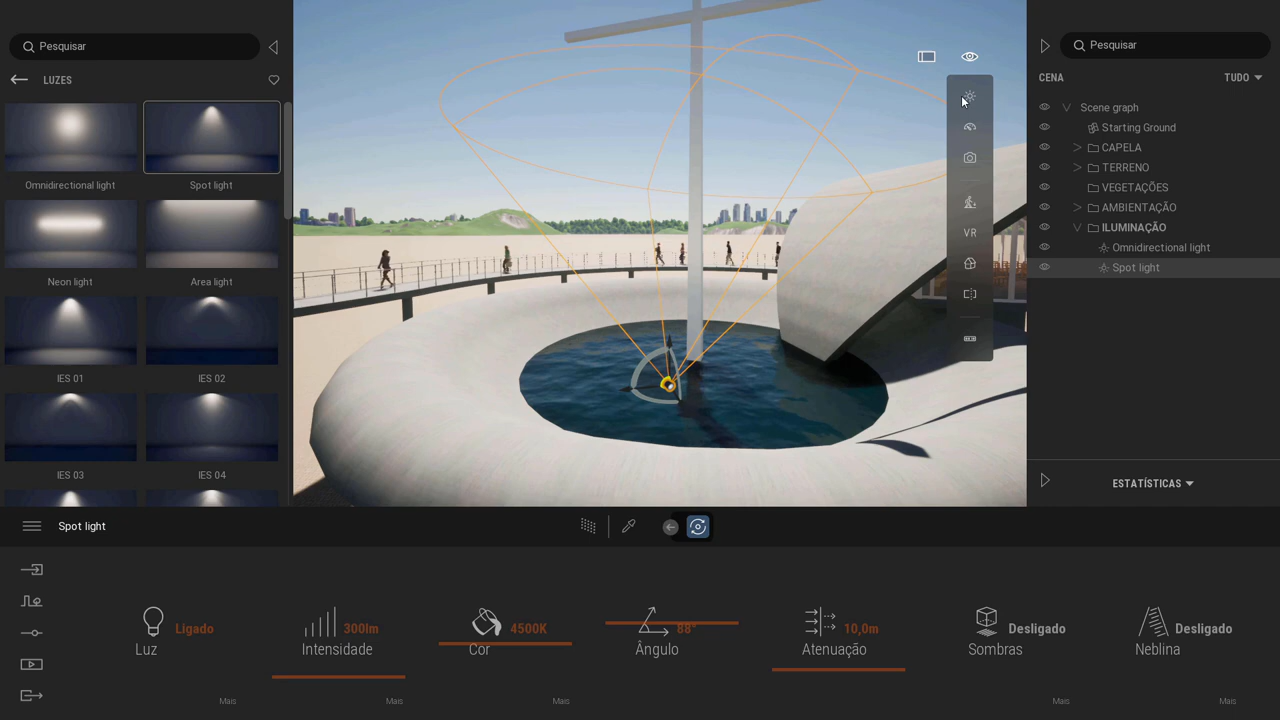 Pesquisar
LUZES
Omnidirectional light
Spot light
Neon light
Area light
IES 01
IES 02
IES 03
IES 04
VR
Pesquisar
CENA
TUDO
Scene graph
Starting Ground
CAPELA
TERRENO
VEGETAÇÕES
AMBIENTAÇÃO
ILUMINAÇÃO
Omnidirectional light
Spot light
ESTATÍSTICAS
Spot light
Ligado
Luz
Mais
300lm
Intensidade
Mais
4500K
Cor
Mais
88°
Ângulo
10,0m
Atenuação
Desligado
Sombras
Mais
Desligado
Neblina
Mais